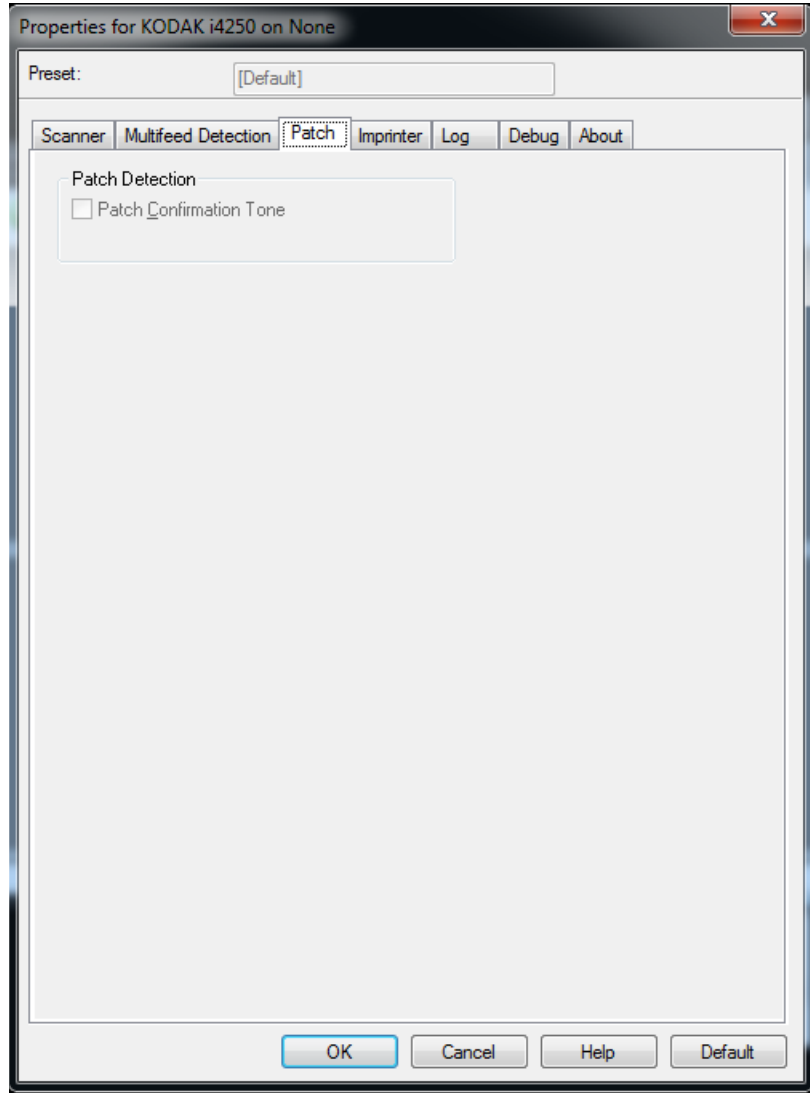 Properties for KODAK i4250 on None
Preset: [Default]
Scanner Multifeed Detection Patch Imprinter Log Debug About
Patch Detection
Patch Confirmation Tone
OK Cancel Help Default